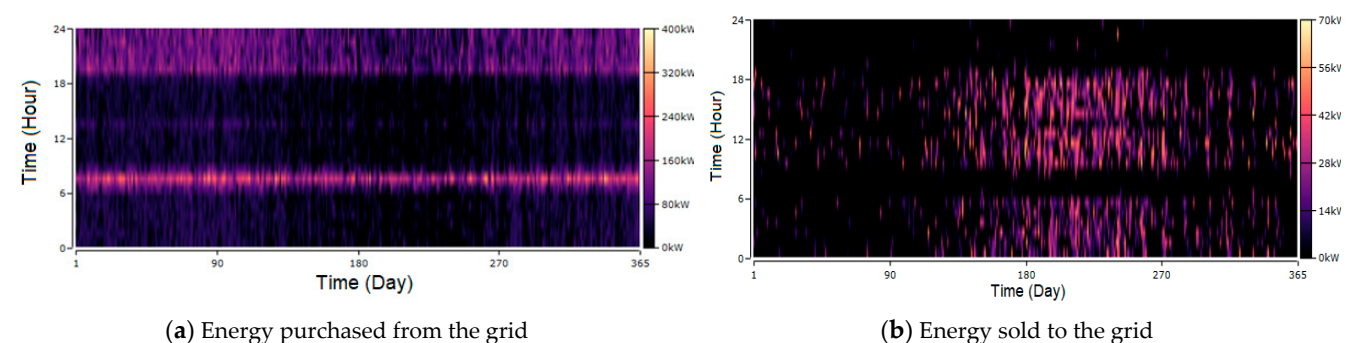 24
18
12
6
0
Time (Hour)
1
90
180
270
365
Time (Day)
400kW
320kW
240kW
160kW
80kW
0kW
(a) Energy purchased from the grid
24
18
12
6
0
Time (Hour)
1
90
180
270
365
Time (Day)
70kW
56kW
42kW
28kW
14kW
0kW
(b) Energy sold to the grid